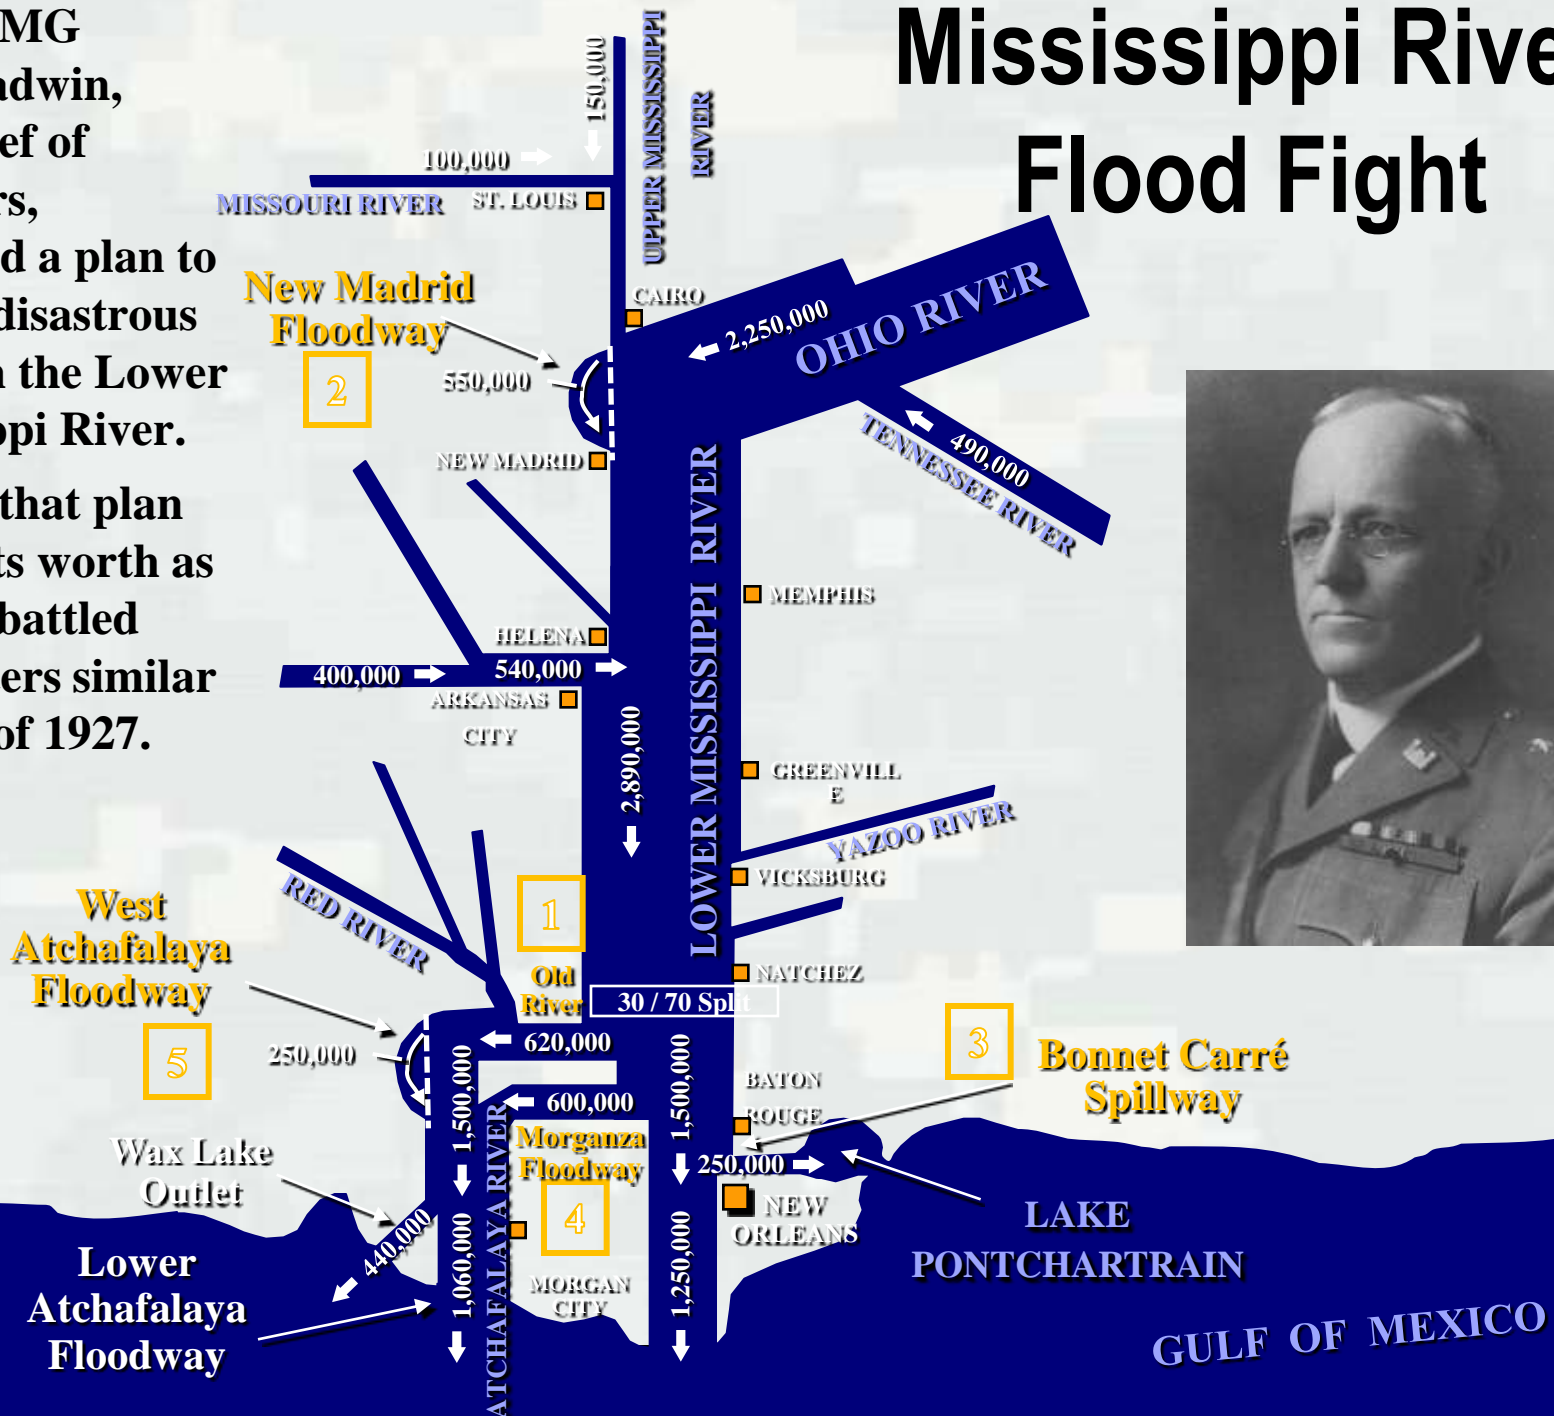 Mississippi Rive
Flood Fight
MG
adwin,
ef of
rs,
d a plan to
disastrous
n the Lower
ppi River.
that plan
ts worth as
battled
ters similar
of 1927.
150,000
UPPER MISSISSIPPI
RIVER
100,000
MISSOURI RIVER
ST. LOUIS
New Madrid
Floodway
2
550,000
CAIRO
2,250,000
OHIO RIVER
NEW MADRID
490,000
TENNESSEE RIVER
LOWER MISSISSIPPI RIVER
MEMPHIS
HELENA
400,000
540,000
ARKANSAS
CITY
2,890,000
GREENVILL
E
YAZOO RIVER
VICKSBURG
RED RIVER
1
Old
River
30 / 70 Split
NATCHEZ
West
Atchafalaya
Floodway
5
250,000
620,000
600,000
1,500,000
1,500,000
BATON
ROUGE
3
Bonnet Carré
Spillway
Morganza
Floodway
4
250,000
NEW
ORLEANS
Wax Lake
Outlet
440,000
Lower
Atchafalaya
Floodway
1,060,000
ATCHAFALAYA RIVER
MORGAN
CITY
1,250,000
LAKE
PONTCHARTRAIN
GULF OF MEXICO